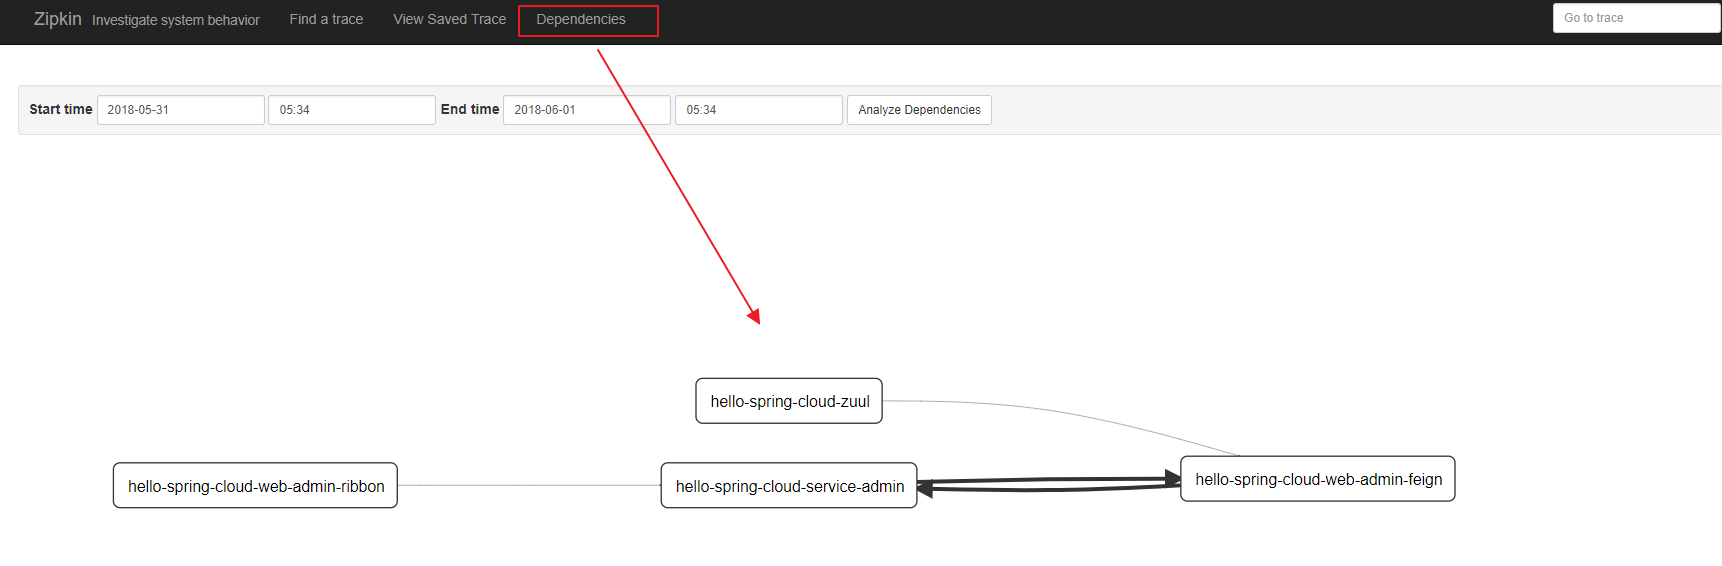 Zipkin Investigate system behavior Find a trace View Saved Trace Dependencies Go to trace
Start time 2018-05-31 05:34 End time 2018-06-01 05:34 Analyze Dependencies
hello-spring-cloud-zuul
hello-spring-cloud-web-admin-ribbon hello-spring-cloud-service-admin hello-spring-cloud-web-admin-feign